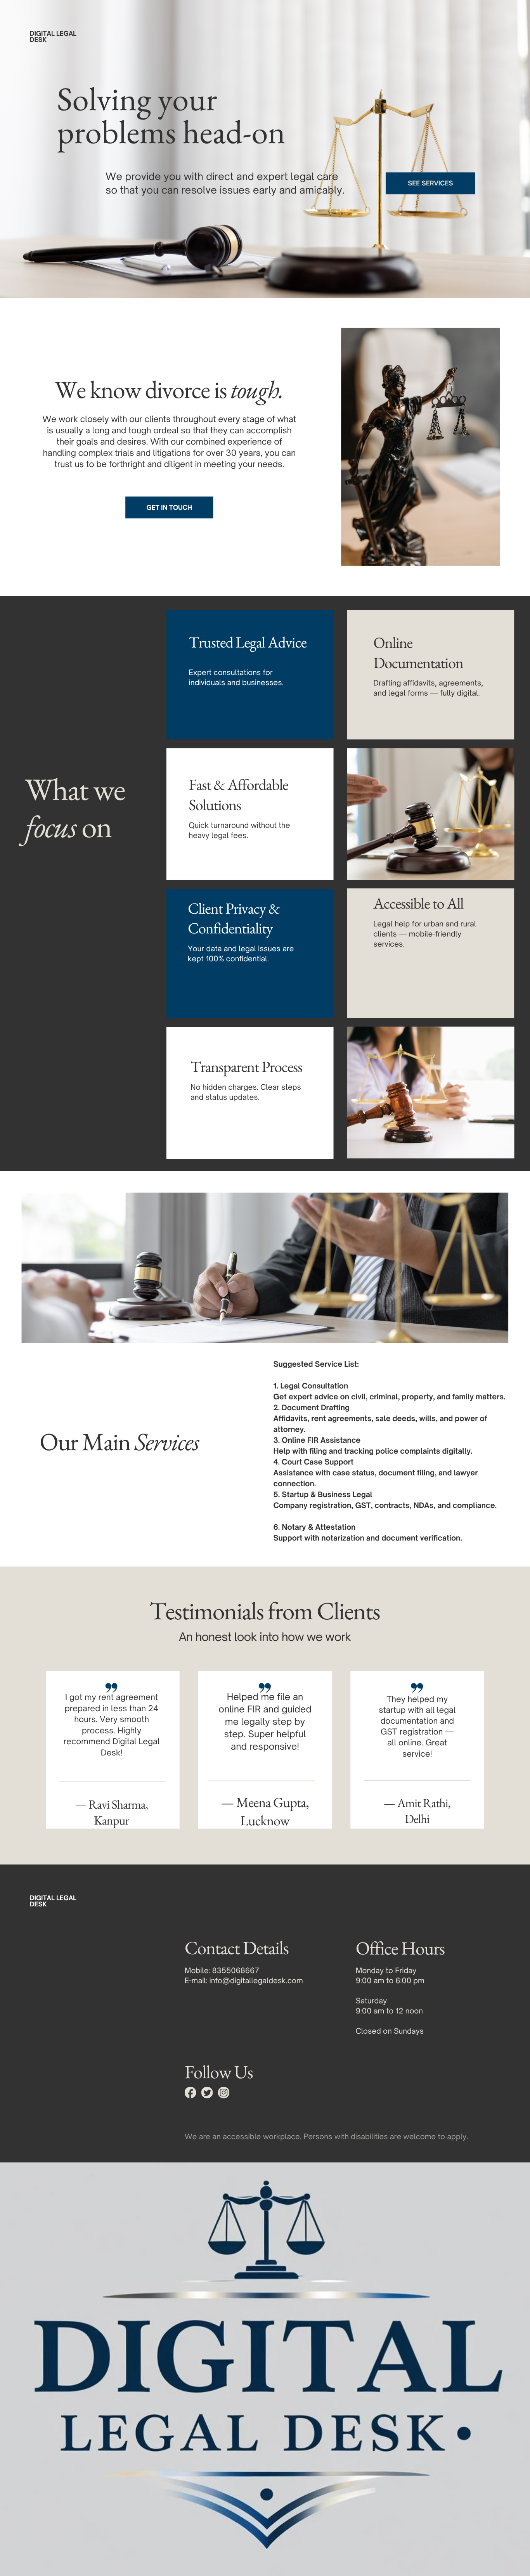 DIGITAL LEGAL
DESK
Solving your
problems head-on
We provide you with direct and expert legal care
so that you can resolve issues early and amicably.
SEE SERVICES
We know divorce is tough.
We work closely with our clients throughout every stage of what
is usually a long and tough ordeal so that they can accomplish
their goals and desires. With our combined experience of
handling complex trials and litigations for over 30 years, you can
trust us to be forthright and diligent in meeting your needs.
GET IN TOUCH
What we
focus on
Trusted Legal Advice
Expert consultations for
individuals and businesses.
Online
Documentation
Drafting affidavits, agreements,
and legal forms — fully digital.
Fast & Affordable
Solutions
Quick turnaround without the
heavy legal fees.
Client Privacy &
Confidentiality
Your data and legal issues are
kept 100% confidential.
Accessible to All
Legal help for urban and rural
clients — mobile-friendly
services.
Transparent Process
No hidden charges. Clear steps
and status updates.
Our Main Services
Suggested Service List:
1. Legal Consultation
Get expert advice on civil, criminal, property, and family matters.
2. Document Drafting
Affidavits, rent agreements, sale deeds, wills, and power of
attorney.
3. Online FIR Assistance
Help with filing and tracking police complaints digitally.
4. Court Case Support
Assistance with case status, document filing, and lawyer
connection.
5. Startup & Business Legal
Company registration, GST, contracts, NDAs, and compliance.
6. Notary & Attestation
Support with notarization and document verification.
Testimonials from Clients
An honest look into how we work
I got my rent agreement
prepared in less than 24
hours. Very smooth
process. Highly
recommend Digital Legal
Desk!
— Ravi Sharma,
Kanpur
Helped me file an
online FIR and guided
me legally step by
step. Super helpful
and responsive!
— Meena Gupta,
Lucknow
They helped my
startup with all legal
documentation and
GST registration —
all online. Great
service!
— Amit Rathi,
Delhi
DIGITAL LEGAL
DESK
Contact Details
Mobile: 8355068667
E-mail: info@digitallegaldesk.com
Office Hours
Monday to Friday
9:00 am to 6:00 pm
Saturday
9:00 am to 12 noon
Closed on Sundays
Follow Us
We are an accessible workplace. Persons with disabilities are welcome to apply.
DIGITAL
LEGAL DESK